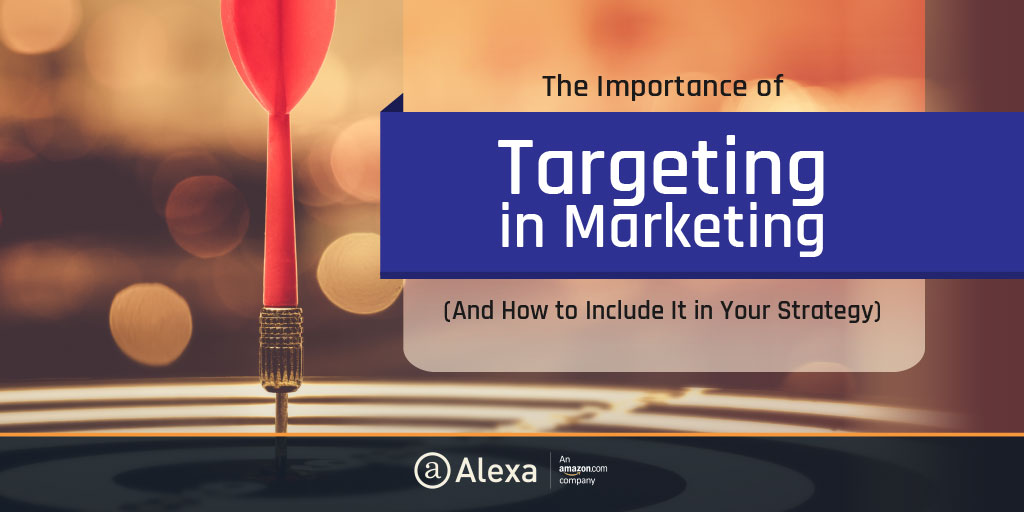 The Importance of
Targeting
in Marketing
(And How to Include It in Your Strategy)
a Alexa
An
amazon.com
company